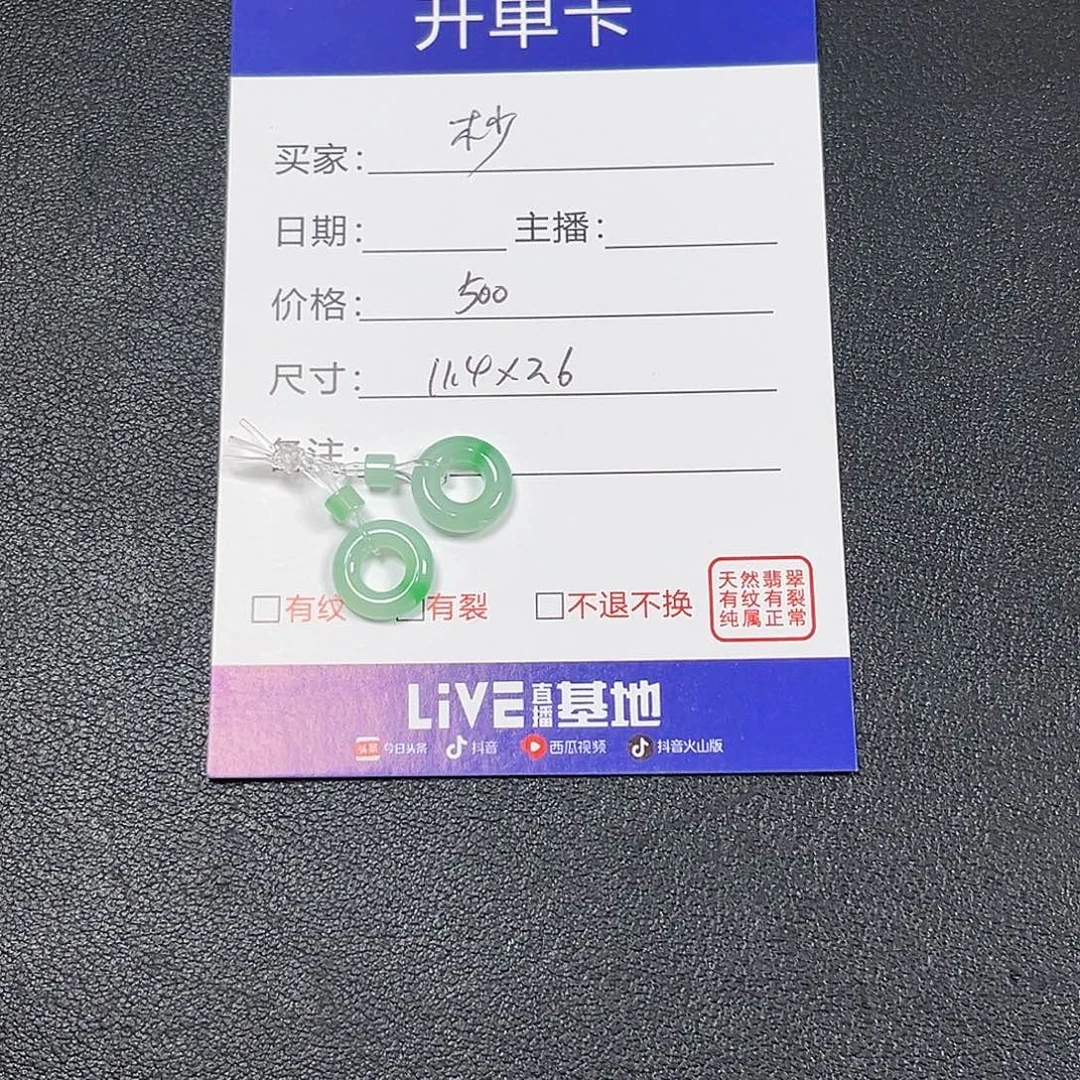 开单卡
买家： 杪
日期： 主播：
价格： 500
尺寸： 11.4×2.6
备注：
□有纹 □有裂 □不退不换
天然翡翠
有纹有裂
纯属正常
LiVE直播基地
头条 今日头条 抖音 西瓜视频 抖音火山版